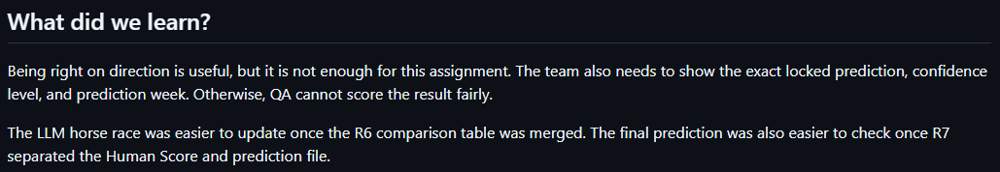 What did we learn?
Being right on direction is useful, but it is not enough for this assignment. The team also needs to show the exact locked prediction, confidence
level, and prediction week. Otherwise, QA cannot score the result fairly.
The LLM horse race was easier to update once the R6 comparison table was merged. The final prediction was also easier to check once R7
separated the Human Score and prediction file.